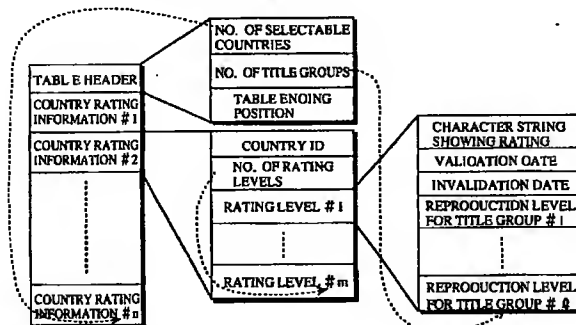 TABLE HEADER
COUNTRY RATING
INFORMATION #1
COUNTRY RATING
INFORMATION #2
COUNTRY RATING
INFORMATION #n
NO. OF SELECTABLE
COUNTRIES
NO. OF TITLE GROUPS
TABLE ENDING
POSITION
COUNTRY ID
NO. OF RATING
LEVELS
RATING LEVEL #1
RATING LEVEL #m
CHARACTER STRING
SHOWING RATING
VALIDATION DATE
INVALIDATION DATE
REPRODUCTION LEVEL
FOR TITLE GROUP #1
REPRODUCTION LEVEL
FOR TITLE GROUP #ℓ